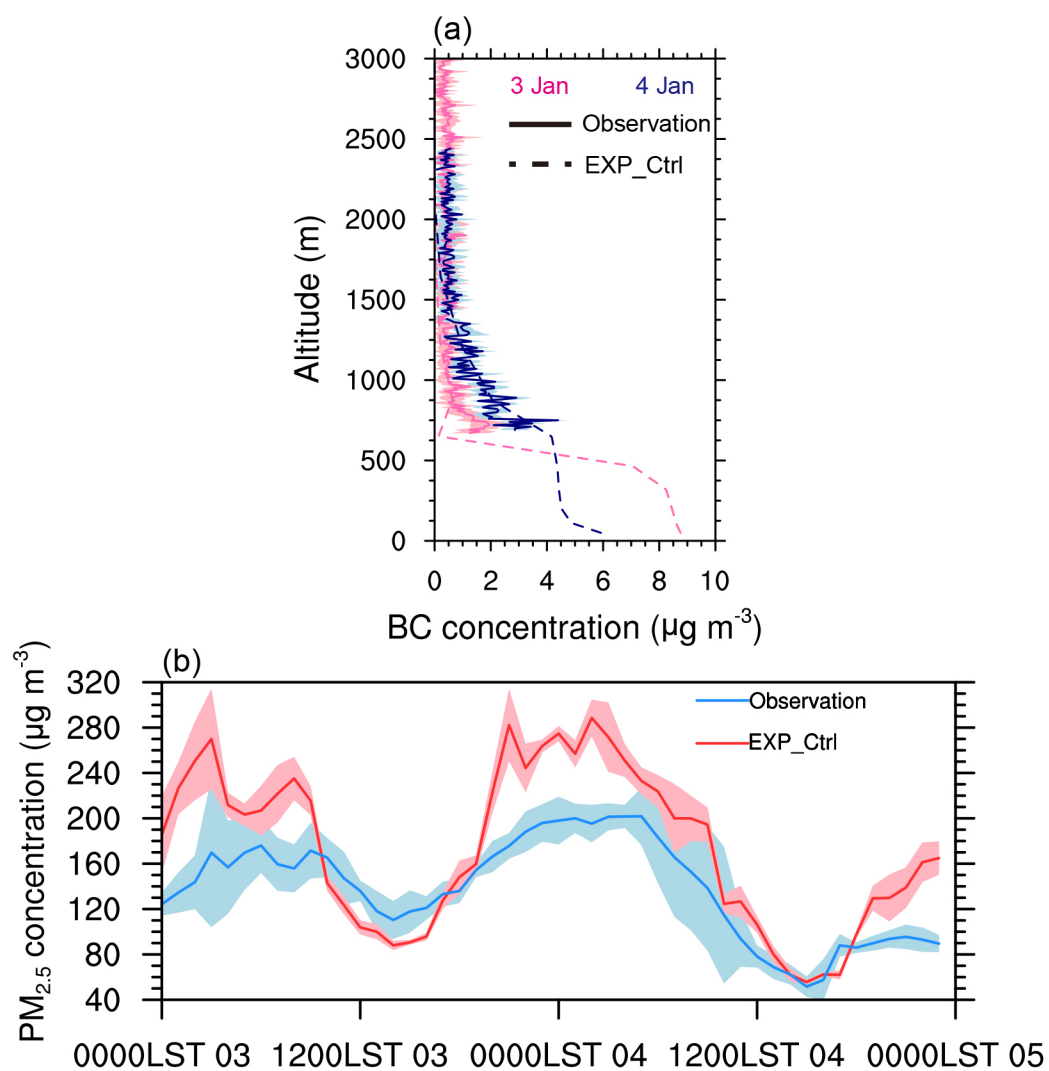 (a)
3000
2500
2000
1500
1000
500
0
Altitude (m)
3 Jan 4 Jan
Observation
EXP_Ctrl
0 2 4 6 8 10
BC concentration (µg m-3)
(b)
320
280
240
200
160
120
80
40
PM2.5 concentration (µg m-3)
Observation
EXP_Ctrl
0000LST 03 1200LST 03 0000LST 04 1200LST 04 0000LST 05